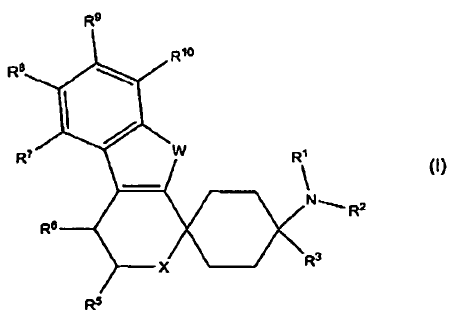 R⁹
R⁸ R¹⁰
R⁷ W
R¹ (I)
N R²
R⁶
R³
X
R⁵